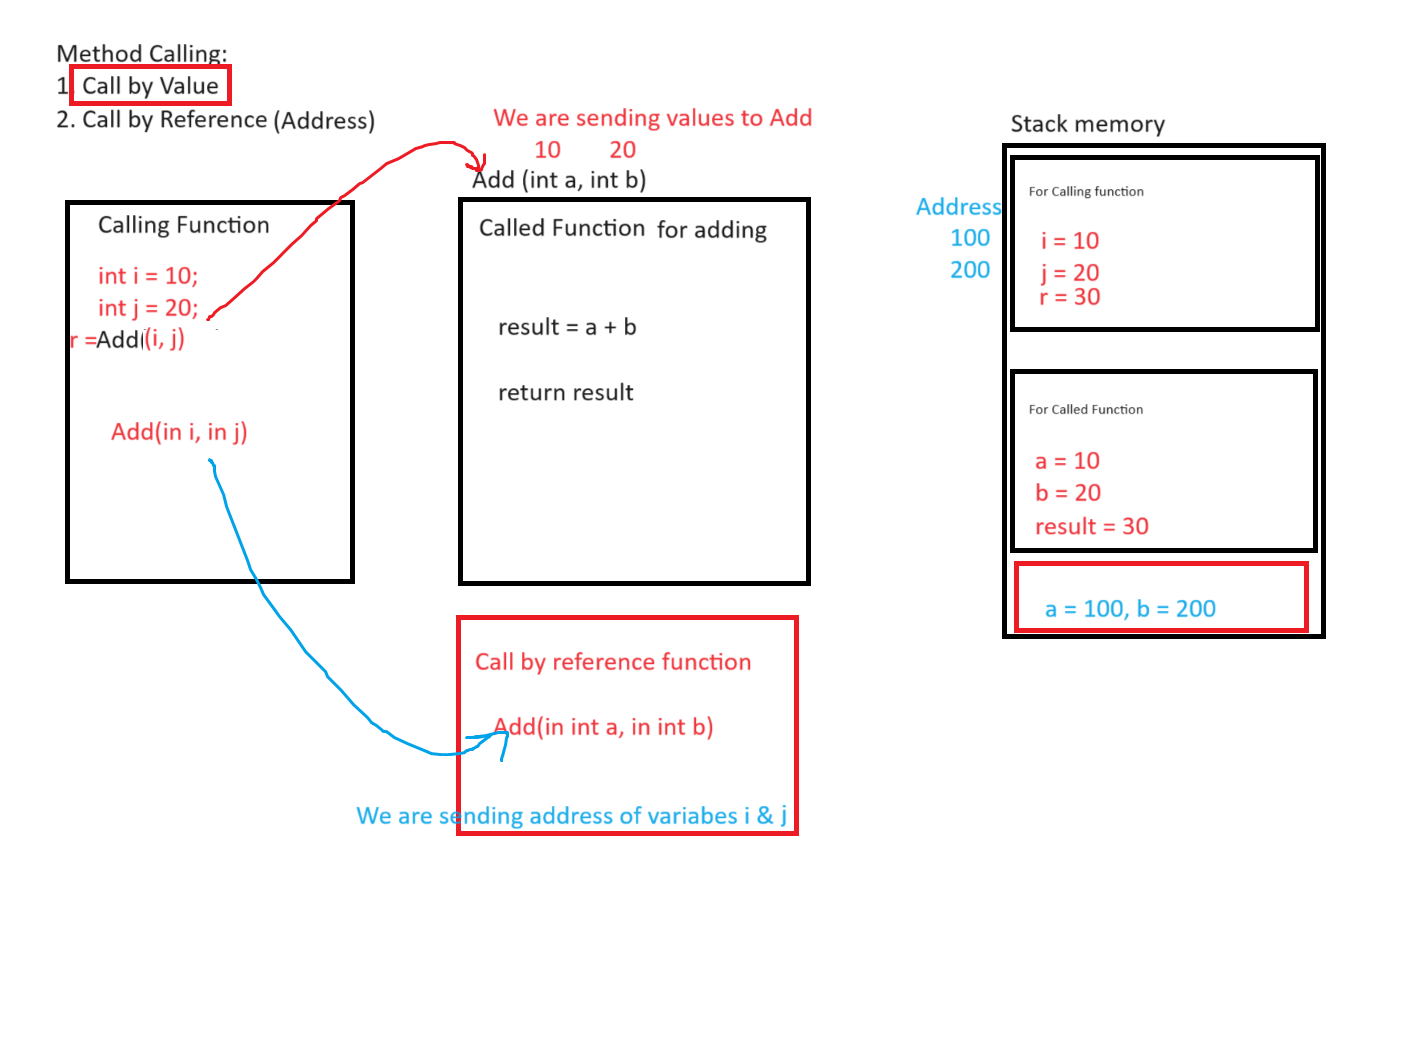 Method Calling:
1. Call by Value
2. Call by Reference (Address)
We are sending values to Add
10 20
Add (int a, int b)
Calling Function
int i = 10;
int j = 20;
r =Add(i, j)
Add(in i, in j)
Called Function for adding
result = a + b
return result
Call by reference function
Add(in int a, in int b)
We are sending address of variabes i & j
Stack memory
Address
100
200
For Calling function
i = 10
j = 20
r = 30
For Called Function
a = 10
b = 20
result = 30
a = 100, b = 200